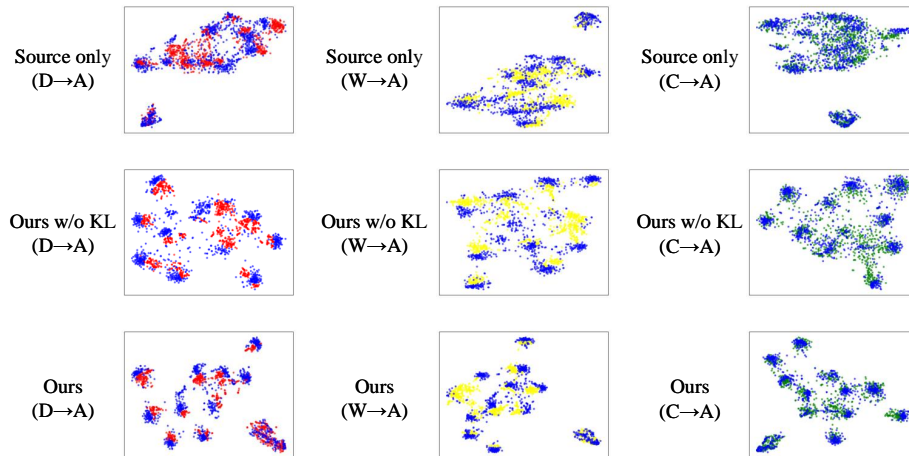 Source only
(D→A)
Source only
(W→A)
Source only
(C→A)
Ours w/o KL
(D→A)
Ours w/o KL
(W→A)
Ours w/o KL
(C→A)
Ours
(D→A)
Ours
(W→A)
Ours
(C→A)